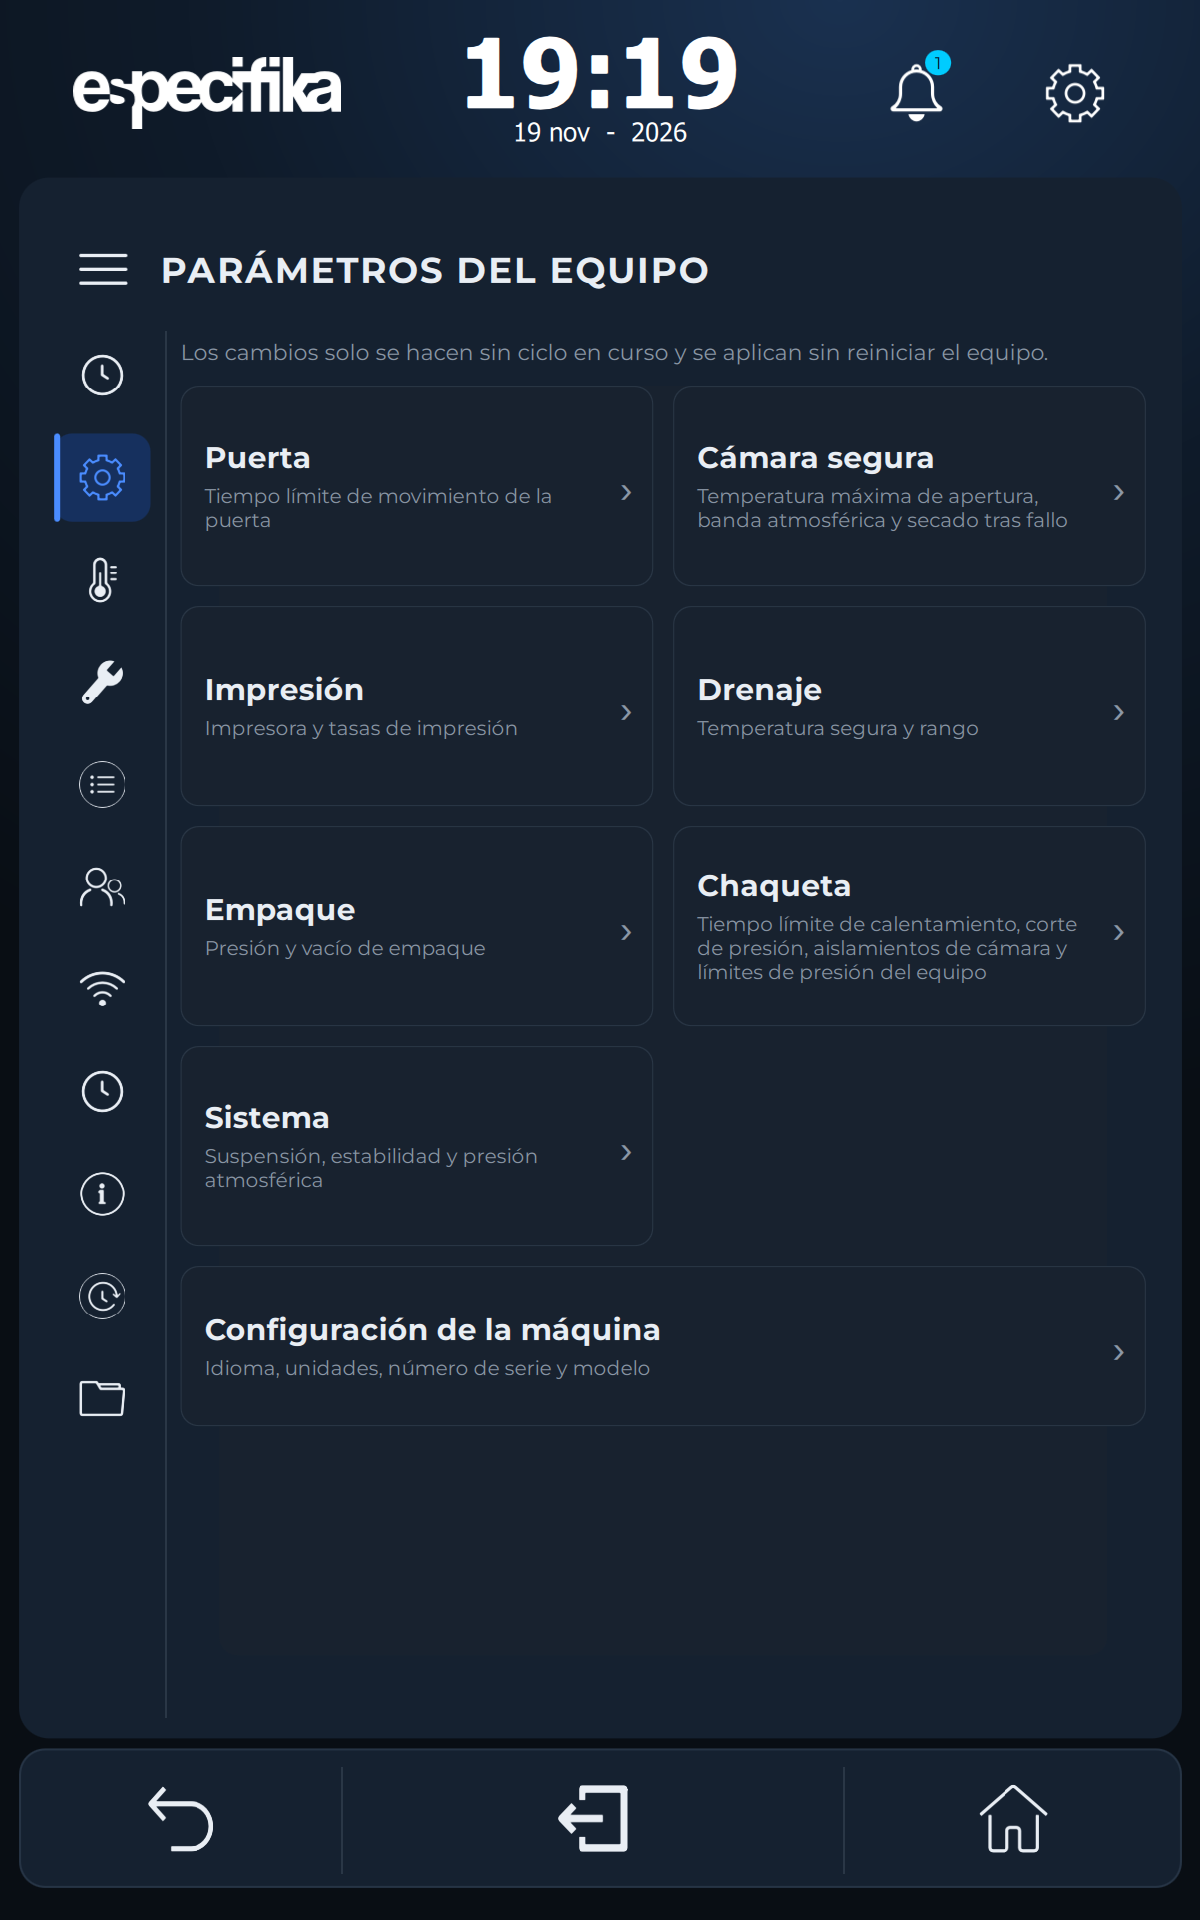 especifika
19:19
19 nov - 2026
1
PARÁMETROS DEL EQUIPO
Los cambios solo se hacen sin ciclo en curso y se aplican sin reiniciar el equipo.
Puerta
Tiempo límite de movimiento de la
puerta
Cámara segura
Temperatura máxima de apertura,
banda atmosférica y secado tras fallo
Impresión
Impresora y tasas de impresión
Drenaje
Temperatura segura y rango
Empaque
Presión y vacío de empaque
Chaqueta
Tiempo límite de calentamiento, corte
de presión, aislamientos de cámara y
límites de presión del equipo
Sistema
Suspensión, estabilidad y presión
atmosférica
Configuración de la máquina
Idioma, unidades, número de serie y modelo